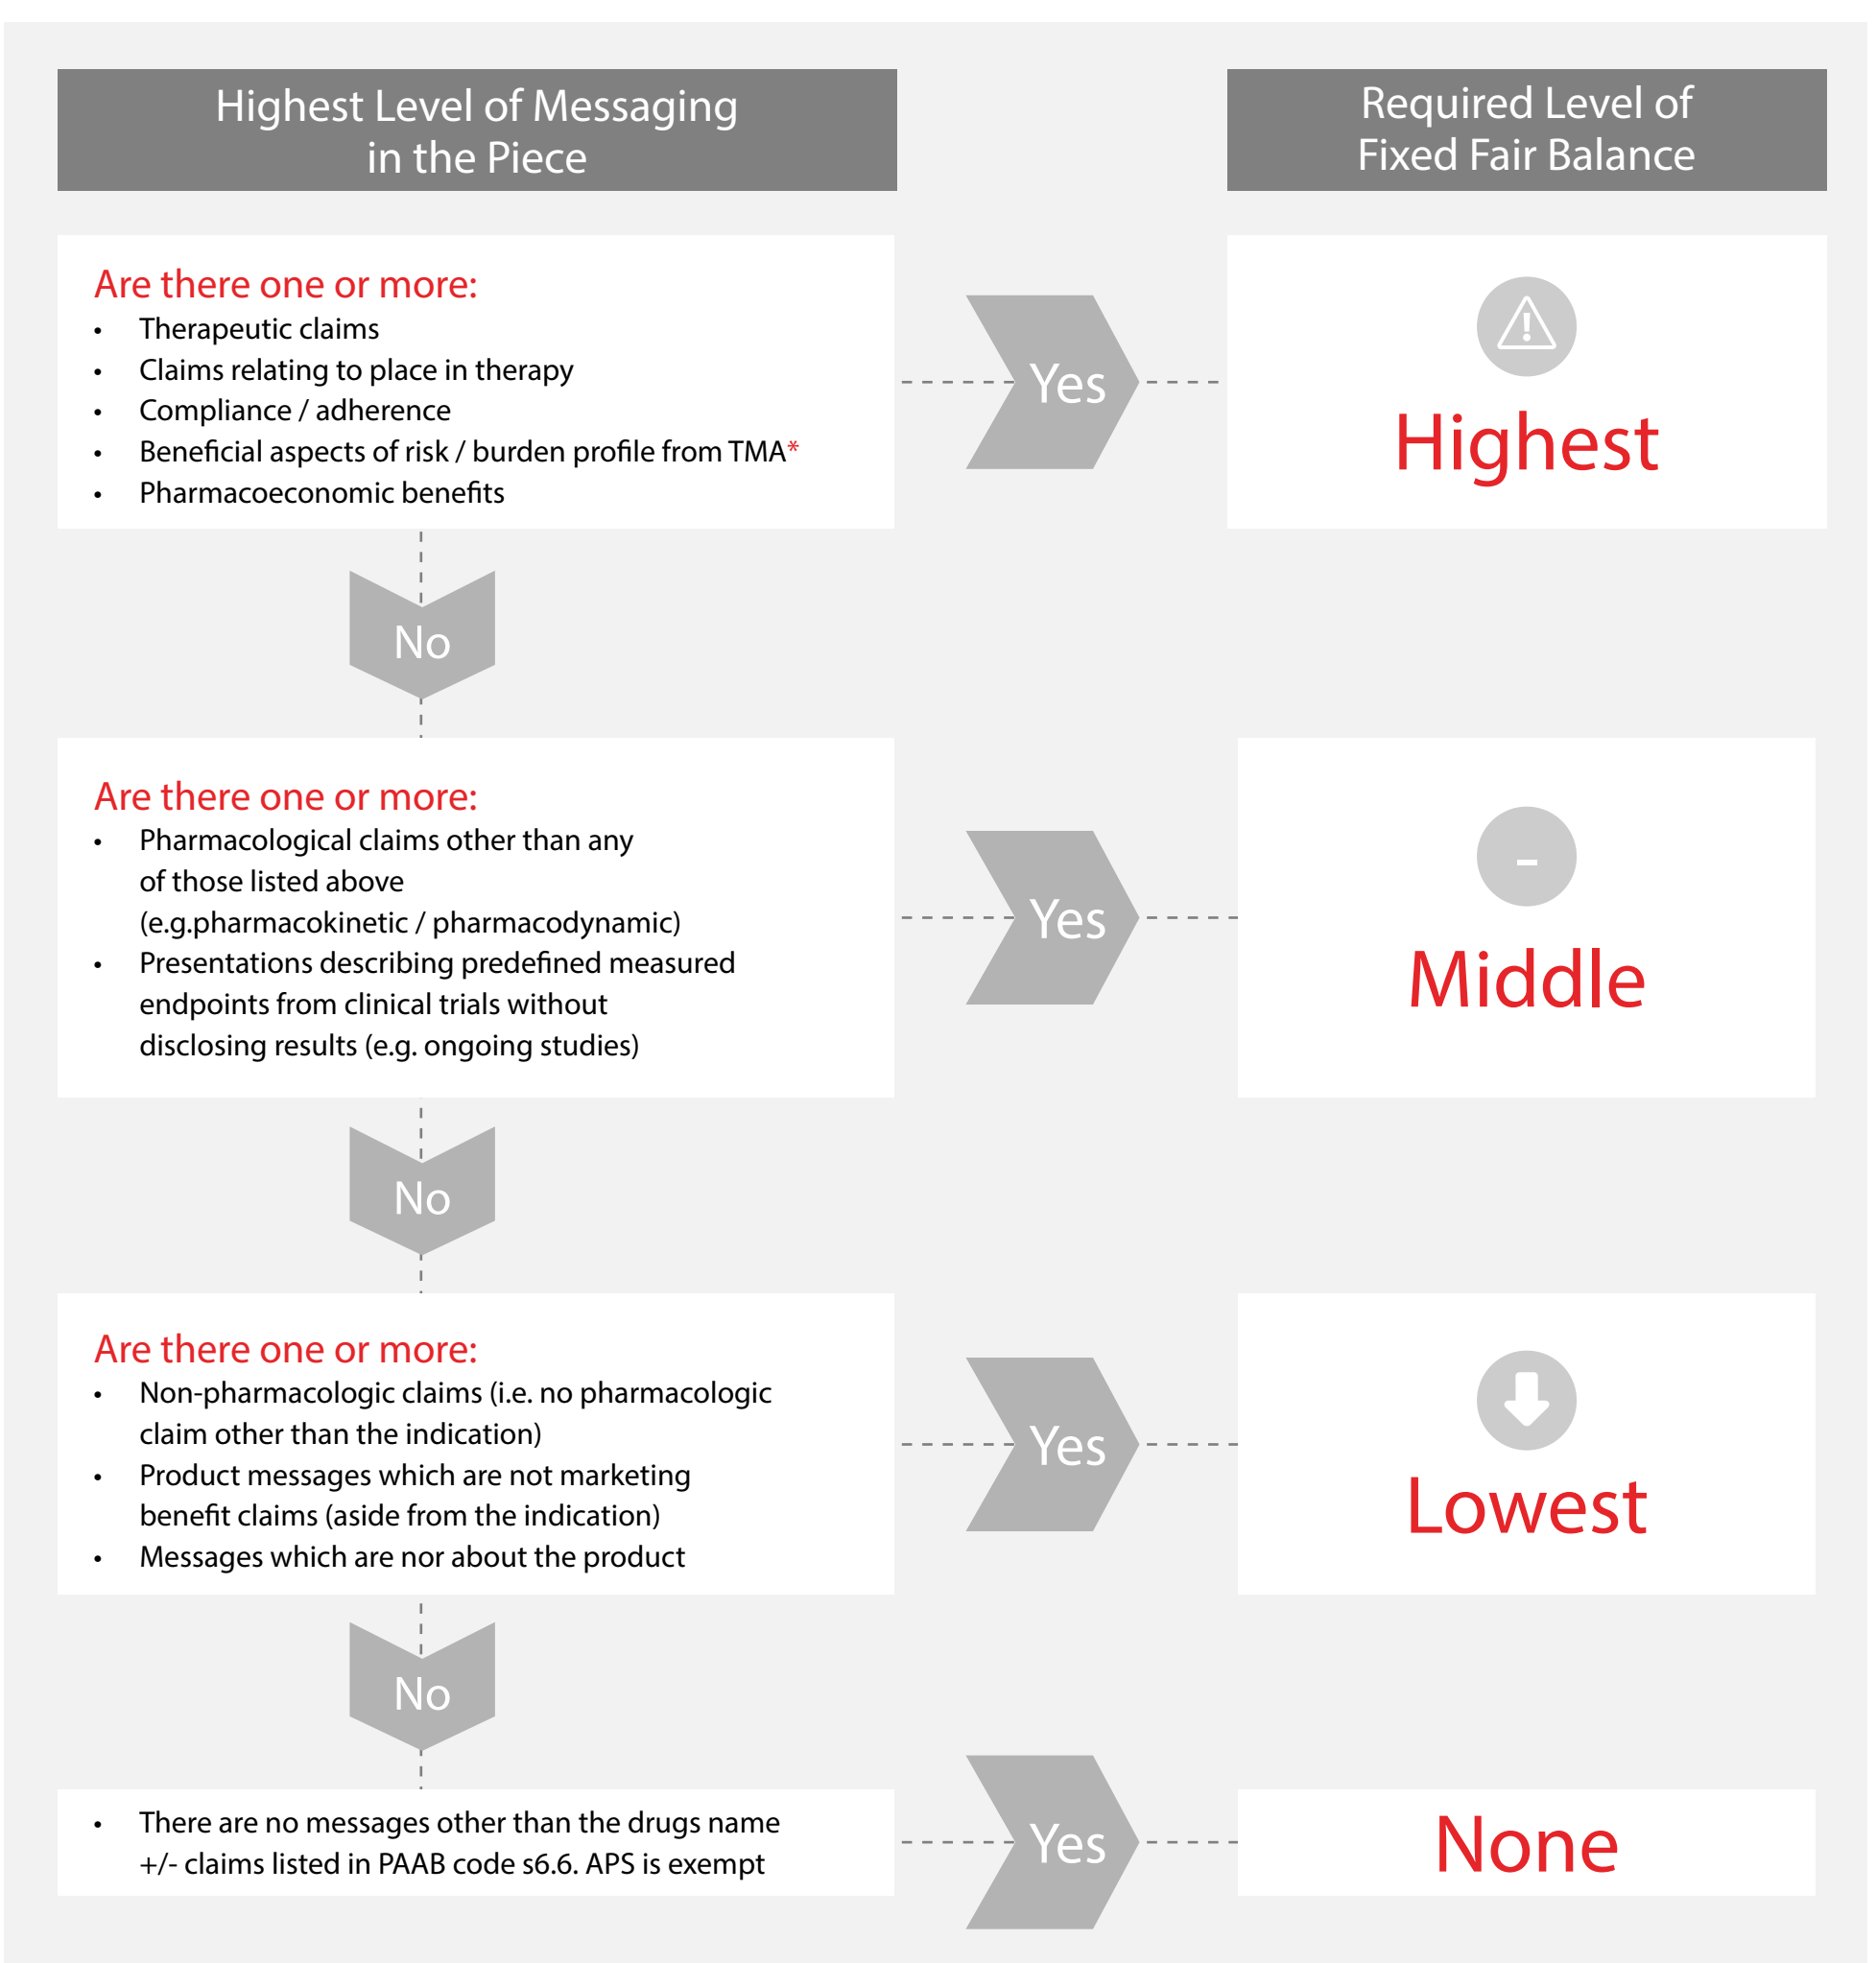 Highest Level of Messaging
in the Piece
Required Level of
Fixed Fair Balance
Are there one or more:
• Therapeutic claims
• Claims relating to place in therapy
• Compliance / adherence
• Beneficial aspects of risk / burden profile from TMA*
• Pharmacoeconomic benefits
Yes
Highest
No
Are there one or more:
• Pharmacological claims other than any
of those listed above
(e.g.pharmacokinetic / pharmacodynamic)
• Presentations describing predefined measured
endpoints from clinical trials without
disclosing results (e.g. ongoing studies)
Yes
-
Middle
No
Are there one or more:
• Non-pharmacologic claims (i.e. no pharmacologic
claim other than the indication)
• Product messages which are not marketing
benefit claims (aside from the indication)
• Messages which are nor about the product
Yes
Lowest
No
• There are no messages other than the drugs name
+/- claims listed in PAAB code s6.6. APS is exempt
Yes
None